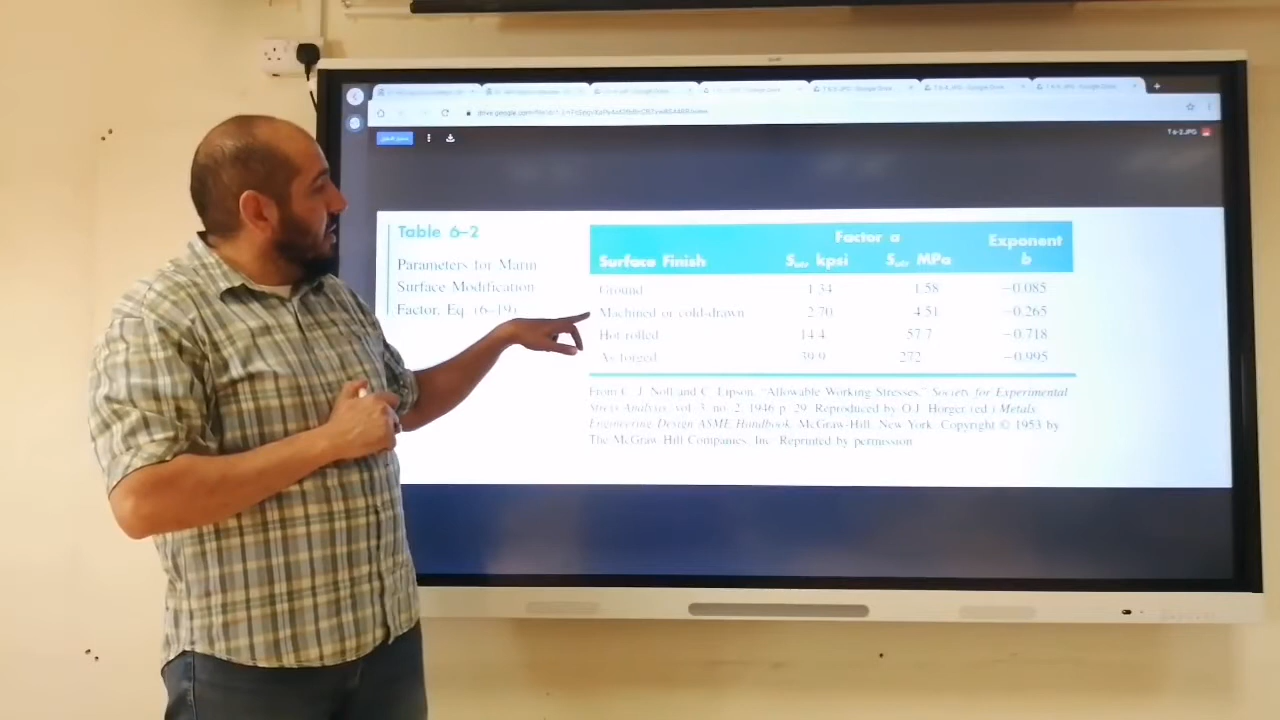 T 6-2.JPG
Table 6–2
Parameters for Marin
Surface Modification
Factor, Eq. (6–19)
Factor a
Exponent
Surface Finish
Sut, kpsi
Sut, MPa
b
Ground 1.34 1.58 −0.085
Machined or cold-drawn 2.70 4.51 −0.265
Hot-rolled 14.4 57.7 −0.718
As-forged 39.9 272. −0.995
From C. J. Noll and C. Lipson, "Allowable Working Stresses," Society for Experimental
Stress Analysis, vol. 3, no. 2, 1946 p. 29. Reproduced by O.J. Horger (ed.) Metals
Engineering Design ASME Handbook, McGraw-Hill, New York. Copyright © 1953 by
The McGraw-Hill Companies, Inc. Reprinted by permission.